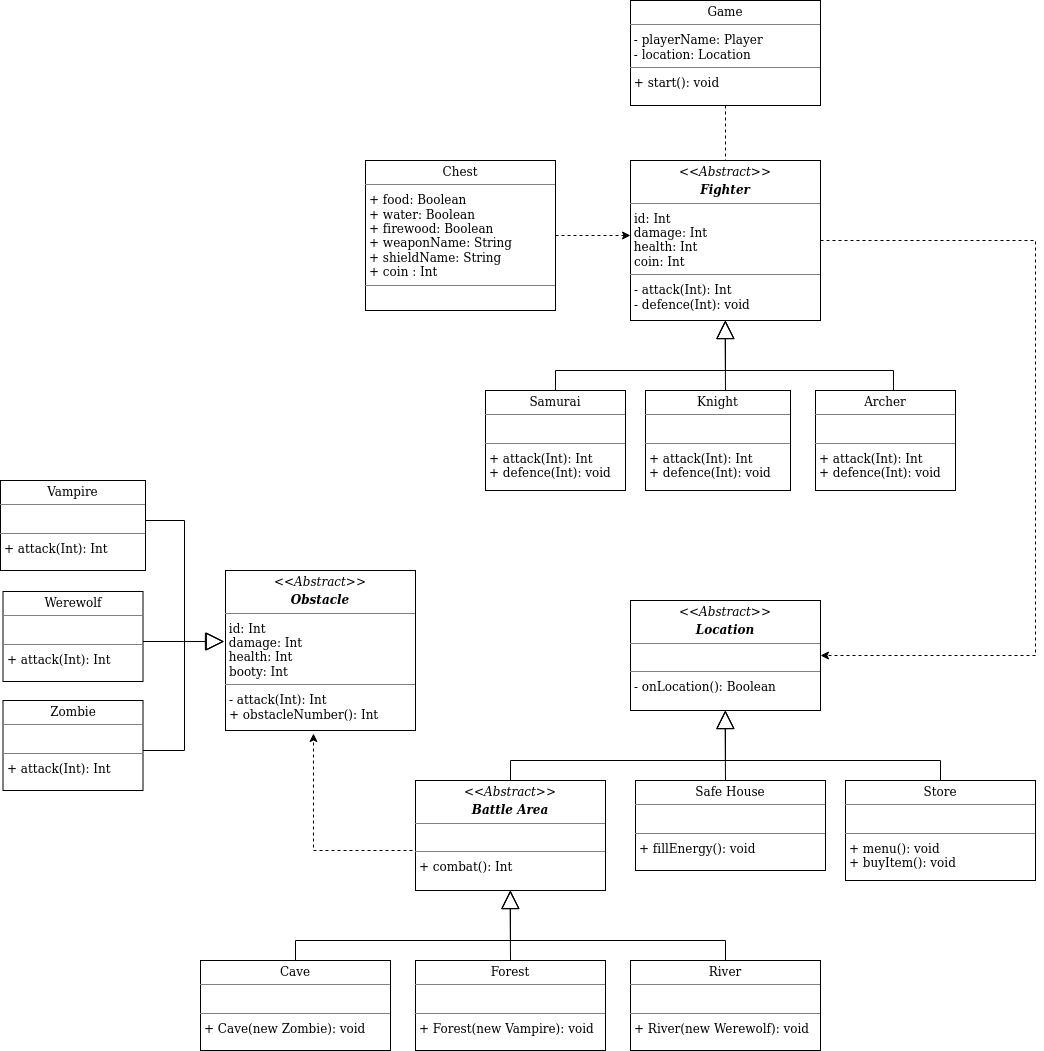 Game
- playerName: Player
- location: Location
+ start(): void
Chest
+ food: Boolean
+ water: Boolean
+ firewood: Boolean
+ weaponName: String
+ shieldName: String
+ coin : Int
<<Abstract>>
Fighter
id: Int
damage: Int
health: Int
coin: Int
- attack(Int): Int
- defence(Int): void
Samurai
+ attack(Int): Int
+ defence(Int): void
Knight
+ attack(Int): Int
+ defence(Int): void
Archer
+ attack(Int): Int
+ defence(Int): void
Vampire
+ attack(Int): Int
Werewolf
+ attack(Int): Int
Zombie
+ attack(Int): Int
<<Abstract>>
Obstacle
id: Int
damage: Int
health: Int
booty: Int
- attack(Int): Int
+ obstacleNumber(): Int
<<Abstract>>
Location
- onLocation(): Boolean
<<Abstract>>
Battle Area
+ combat(): Int
Safe House
+ fillEnergy(): void
Store
+ menu(): void
+ buyItem(): void
Cave
+ Cave(new Zombie): void
Forest
+ Forest(new Vampire): void
River
+ River(new Werewolf): void